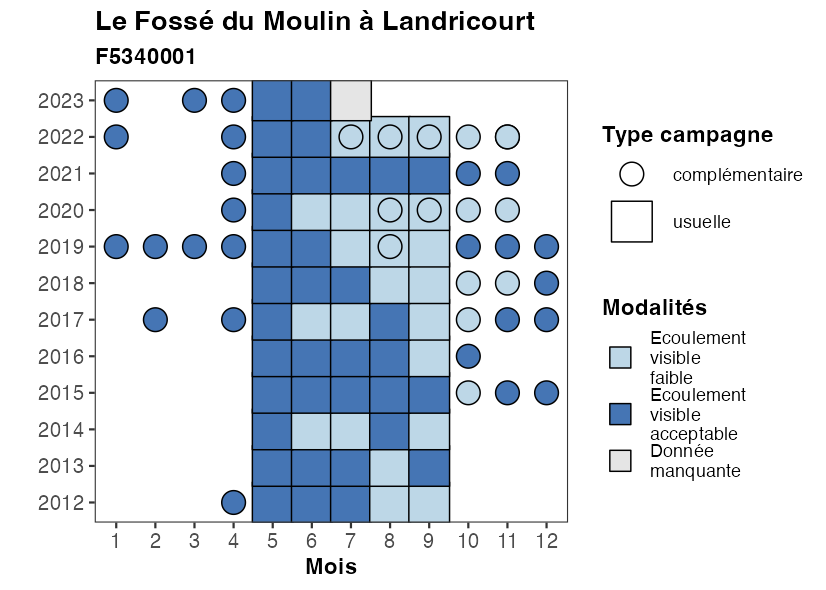 Le Fossé du Moulin à Landricourt
F5340001
2023
2022
2021
2020
2019
2018
2017
2016
2015
2014
2013
2012
1 2 3 4 5 6 7 8 9 10 11 12
Mois
Type campagne
complémentaire
usuelle
Modalités
Ecoulement
visible
faible
Ecoulement
visible
acceptable
Donnée
manquante